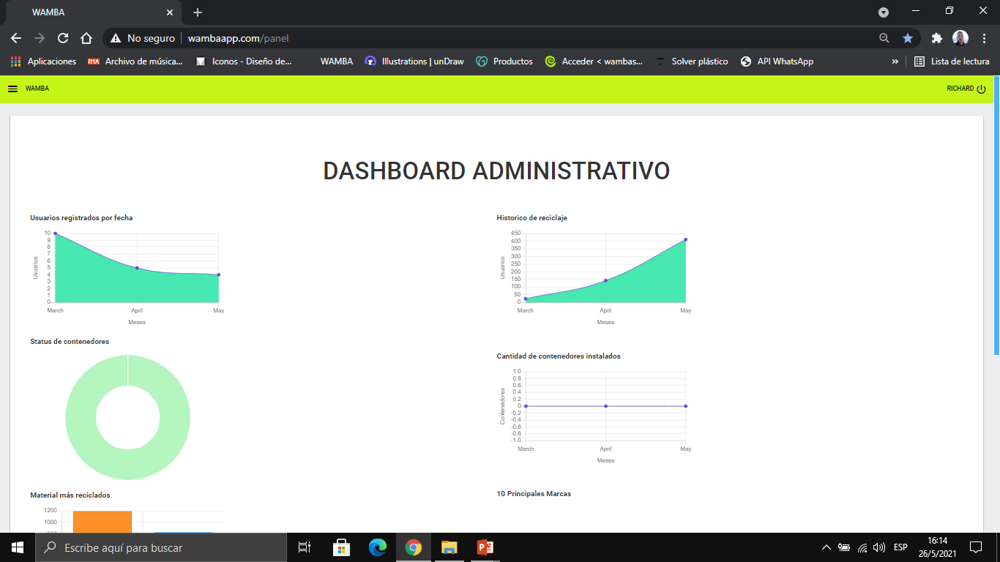 WAMBA
No seguro
wambaapp.com/panel
Aplicaciones
Archivo de música...
Iconos - Diseño de...
WAMBA
Illustrations | unDraw
Productos
Acceder < wambas...
Solver plástico
API WhatsApp
»
Lista de lectura
WAMBA
RICHARD
DASHBOARD ADMINISTRATIVO
Usuarios registrados por fecha
10
9
8
7
6
5
4
3
2
1
0
Usuarios
March April May
Meses
Historico de reciclaje
450
400
350
300
250
200
150
100
50
0
Usuarios
March April May
Meses
Status de contenedores
Cantidad de contenedores instalados
1.0
0.8
0.6
0.4
0.2
0
-0.2
-0.4
-0.6
-0.8
-1.0
Contenedores
March April May
Meses
Material más reciclados
1200
1000
10 Principales Marcas
Escribe aquí para buscar
ESP
16:14
26/5/2021